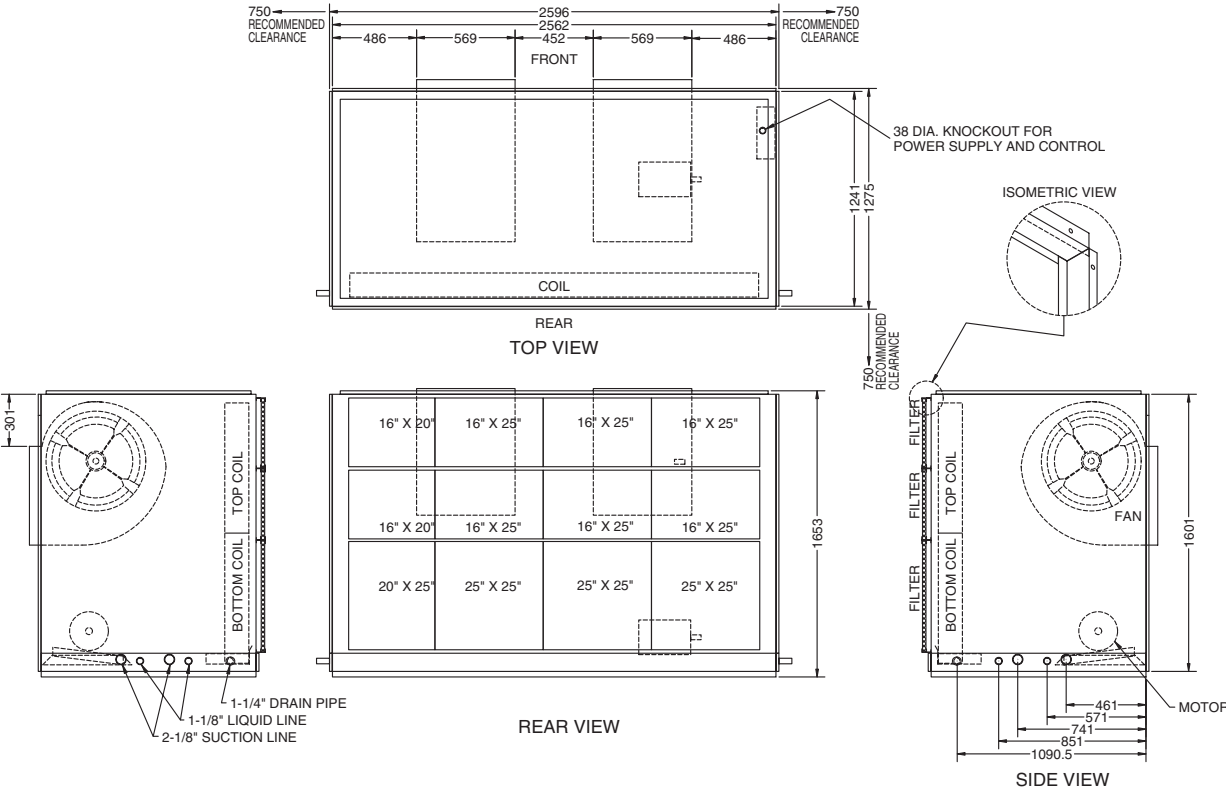 750
RECOMMENDED
CLEARANCE
2596
2562
750
RECOMMENDED
CLEARANCE
486
569
452
569
486
FRONT
38 DIA. KNOCKOUT FOR
POWER SUPPLY AND CONTROL
1241
1275
COIL
REAR
TOP VIEW
750
RECOMMENDED
CLEARANCE
ISOMETRIC VIEW
301
TOP COIL
BOTTOM COIL
1-1/4" DRAIN PIPE
1-1/8" LIQUID LINE
2-1/8" SUCTION LINE
16" X 20"
16" X 25"
16" X 25"
16" X 25"
16" X 20"
16" X 25"
16" X 25"
16" X 25"
20" X 25"
25" X 25"
25" X 25"
25" X 25"
1653
REAR VIEW
FILTER
FILTER
FILTER
TOP COIL
BOTTOM COIL
FAN
1601
MOTOR
461
571
741
851
1090.5
SIDE VIEW